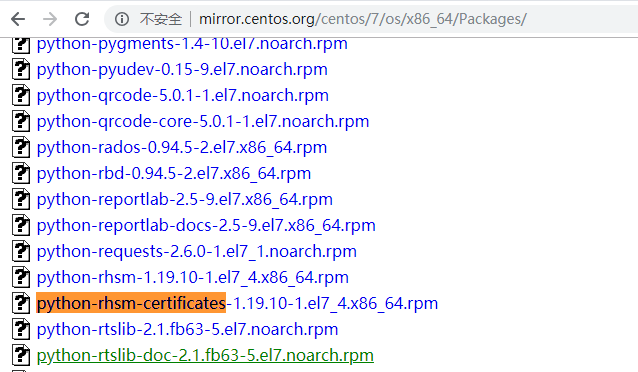 不安全 | mirror.centos.org/centos/7/os/x86_64/Packages/
python-pygments-1.4-10.el7.noarch.rpm
python-pyudev-0.15-9.el7.noarch.rpm
python-qrcode-5.0.1-1.el7.noarch.rpm
python-qrcode-core-5.0.1-1.el7.noarch.rpm
python-rados-0.94.5-2.el7.x86_64.rpm
python-rbd-0.94.5-2.el7.x86_64.rpm
python-reportlab-2.5-9.el7.x86_64.rpm
python-reportlab-docs-2.5-9.el7.x86_64.rpm
python-requests-2.6.0-1.el7_1.noarch.rpm
python-rhsm-1.19.10-1.el7_4.x86_64.rpm
python-rhsm-certificates-1.19.10-1.el7_4.x86_64.rpm
python-rtslib-2.1.fb63-5.el7.noarch.rpm
python-rtslib-doc-2.1.fb63-5.el7.noarch.rpm